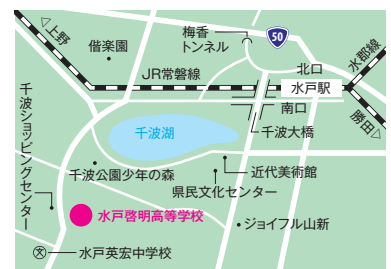 △上野
偕楽園
梅香
トンネル
50
北口
水郡線
JR常磐線
水戸駅
南口
勝田▷
千波湖
千波大橋
千波ショッピングセンター
千波公園少年の森
近代美術館
県民文化センター
水戸啓明高等学校
ジョイフル山新
文 水戸英宏中学校